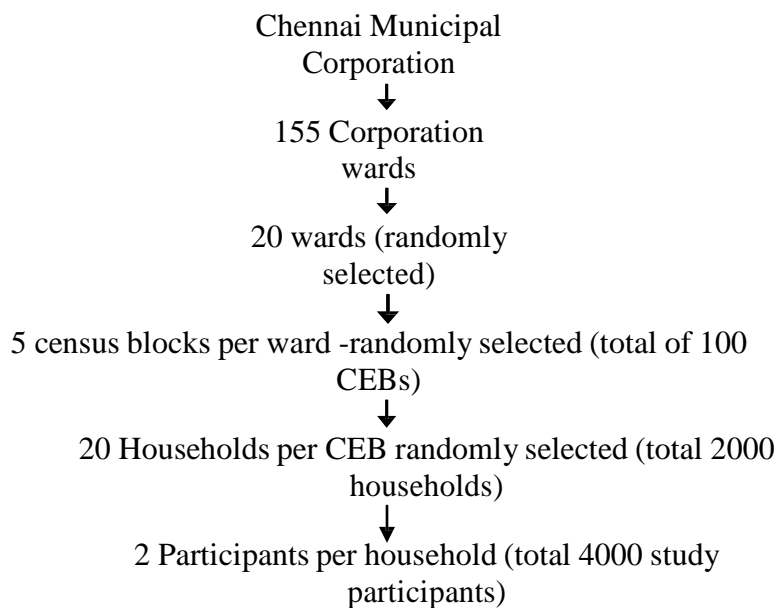 Chennai Municipal
Corporation
155 Corporation
wards
20 wards (randomly
selected)
5 census blocks per ward -randomly selected (total of 100
CEBs)
20 Households per CEB randomly selected (total 2000
households)
2 Participants per household (total 4000 study
participants)